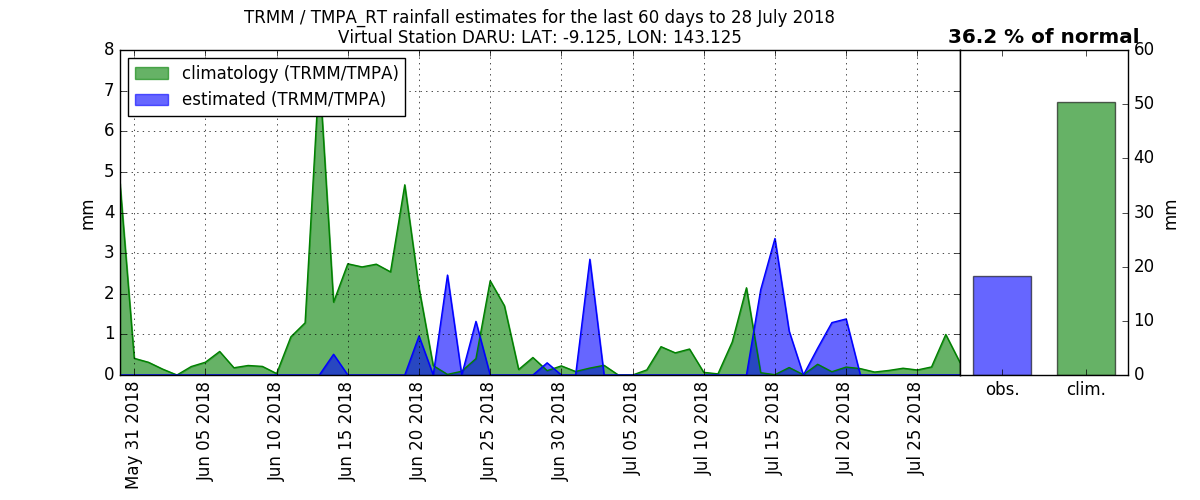 TRMM / TMPA_RT rainfall estimates for the last 60 days to 28 July 2018
Virtual Station DARU: LAT: -9.125, LON: 143.125
36.2 % of normal
climatology (TRMM/TMPA)
estimated (TRMM/TMPA)
8
7
6
5
4
3
2
1
0
mm
May 31 2018
Jun 05 2018
Jun 10 2018
Jun 15 2018
Jun 20 2018
Jun 25 2018
Jun 30 2018
Jul 05 2018
Jul 10 2018
Jul 15 2018
Jul 20 2018
Jul 25 2018
obs.
clim.
60
50
40
30
20
10
0
mm